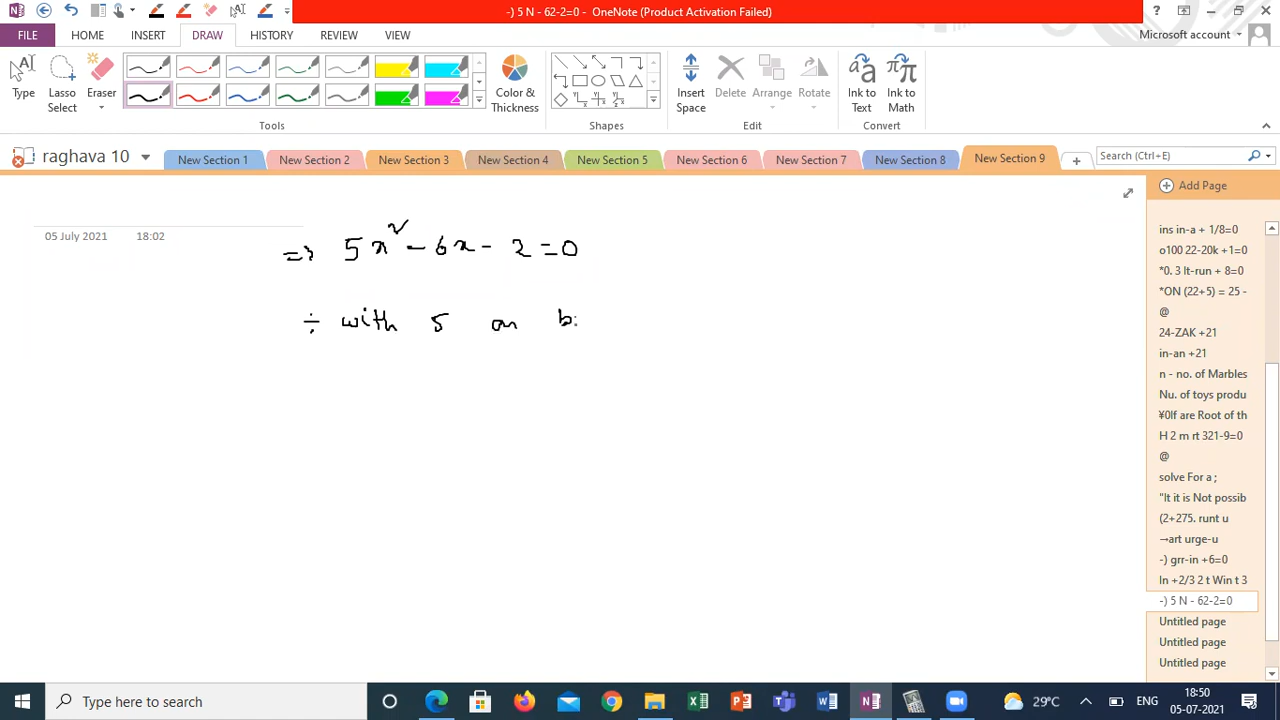 -) 5 N - 62-2=0 - OneNote (Product Activation Failed)
FILE HOME INSERT DRAW HISTORY REVIEW VIEW
Microsoft account
Type
Lasso Select
Eraser
Color & Thickness
Insert Space
Delete
Arrange
Rotate
Ink to Text
Ink to Math
Tools Shapes Edit Convert
raghava 10
New Section 1 New Section 2 New Section 3 New Section 4 New Section 5 New Section 6 New Section 7 New Section 8 New Section 9
Search (Ctrl+E)
Add Page
05 July 2021 18:02
=> 5x² - 6x - 2 = 0
÷ with 5 on b
ins in-a + 1/8=0
o100 22-20k +1=0
*0. 3 lt-run + 8=0
*ON (22+5) = 25 -
@
24-ZAK +21
in-an +21
n - no. of Marbles
Nu. of toys produ
¥0lf are Root of th
H 2 m rt 321-9=0
@
solve For a ;
"It it is Not possib
(2+275. runt u
→art urge-u
-) grr-in +6=0
In +2/3 2 t Win t 3
-) 5 N - 62-2=0
Untitled page
Untitled page
Untitled page
Type here to search
29°C
ENG
18:50
05-07-2021